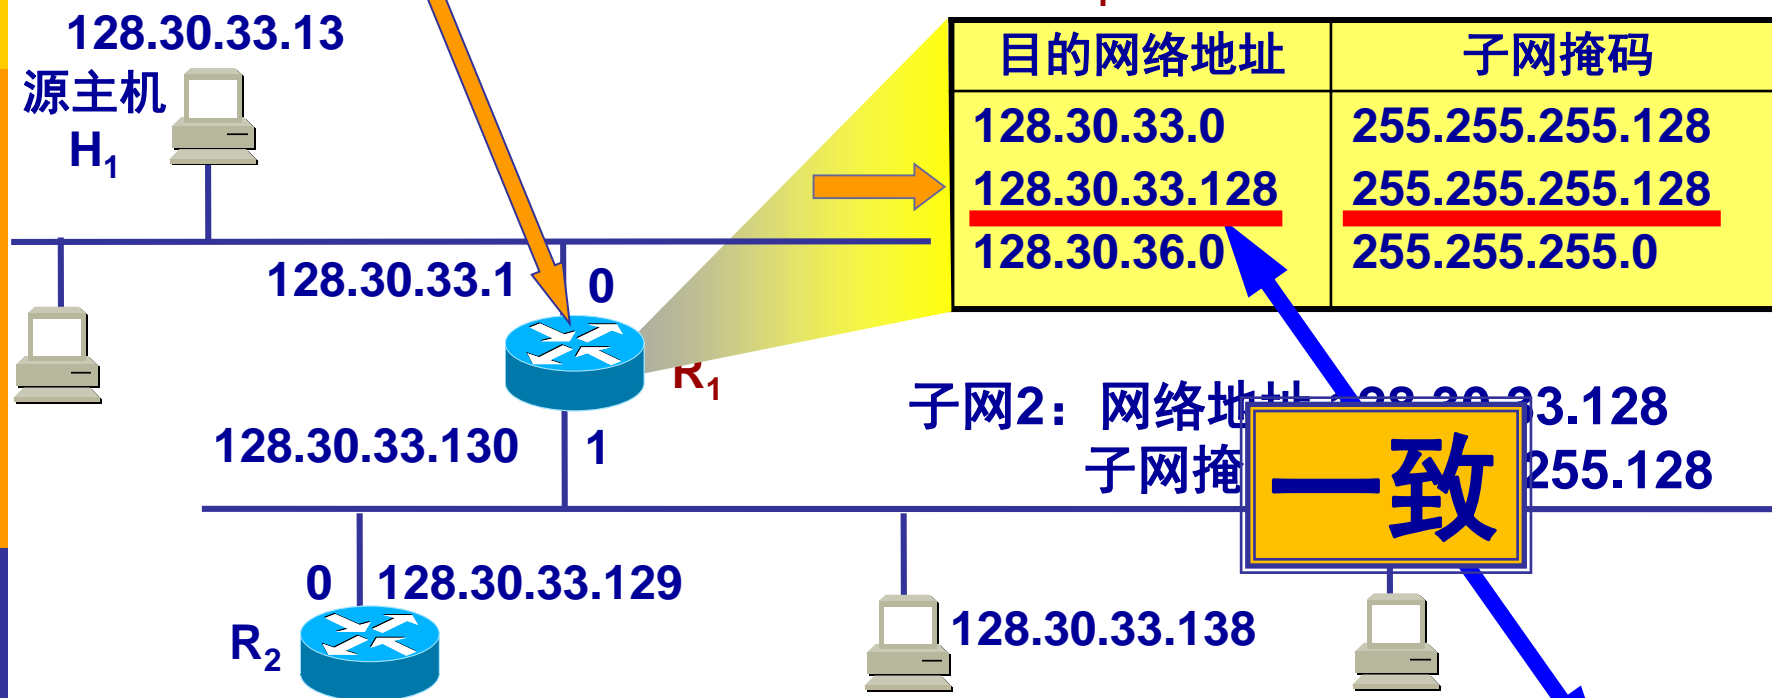 128.30.33.13
源主机
H₁
目的网络地址 子网掩码
128.30.33.0 255.255.255.128
128.30.33.128 255.255.255.128
128.30.36.0 255.255.255.0
128.30.33.1 0
R₁
128.30.33.130 1
子网2：网络地 33.128
子网掩 255.128
一致
0 128.30.33.129
R₂
128.30.33.138